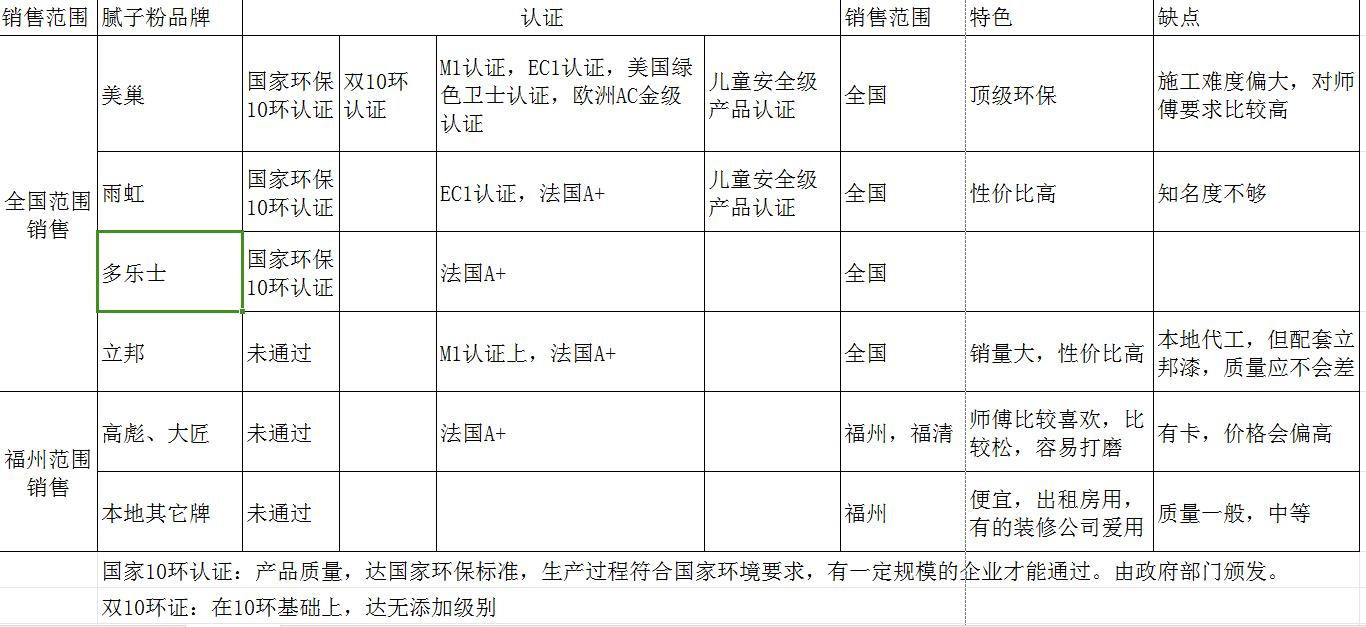 销售范围 腻子粉品牌 认证 销售范围 特色 缺点
全国范围
销售
美巢
国家环保
10环认证
双10环
认证
M1认证，EC1认证，美国绿
色卫士认证，欧洲AC金级
认证
儿童安全级
产品认证
全国
顶级环保
施工难度偏大，对师
傅要求比较高
雨虹
国家环保
10环认证
EC1认证，法国A+
儿童安全级
产品认证
全国
性价比高
知名度不够
多乐士
国家环保
10环认证
法国A+
全国
立邦
未通过
M1认证上，法国A+
全国
销量大，性价比高
本地代工，但配套立
邦漆，质量应不会差
福州范围
销售
高彪、大匠
未通过
法国A+
福州，福清
师傅比较喜欢，比
较松，容易打磨
有卡，价格会偏高
本地其它牌
未通过
福州
便宜，出租房用，
有的装修公司爱用
质量一般，中等
国家10环认证：产品质量，达国家环保标准，生产过程符合国家环境要求，有一定规模的企业才能通过。由政府部门颁发。
双10环证：在10环基础上，达无添加级别